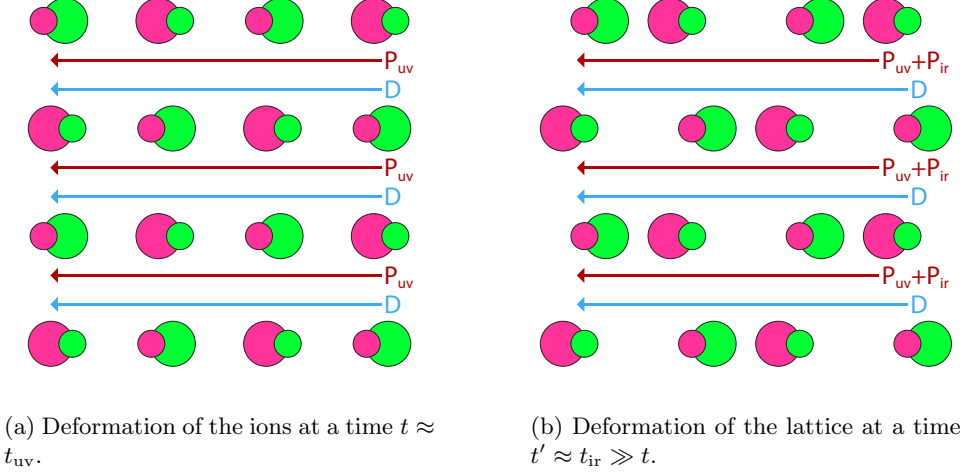 P_uv P_uv+P_ir
D D
P_uv P_uv+P_ir
D D
P_uv P_uv+P_ir
D D
(a) Deformation of the ions at a time t ≈
t_uv.
(b) Deformation of the lattice at a time
t′ ≈ t_ir ≫ t.